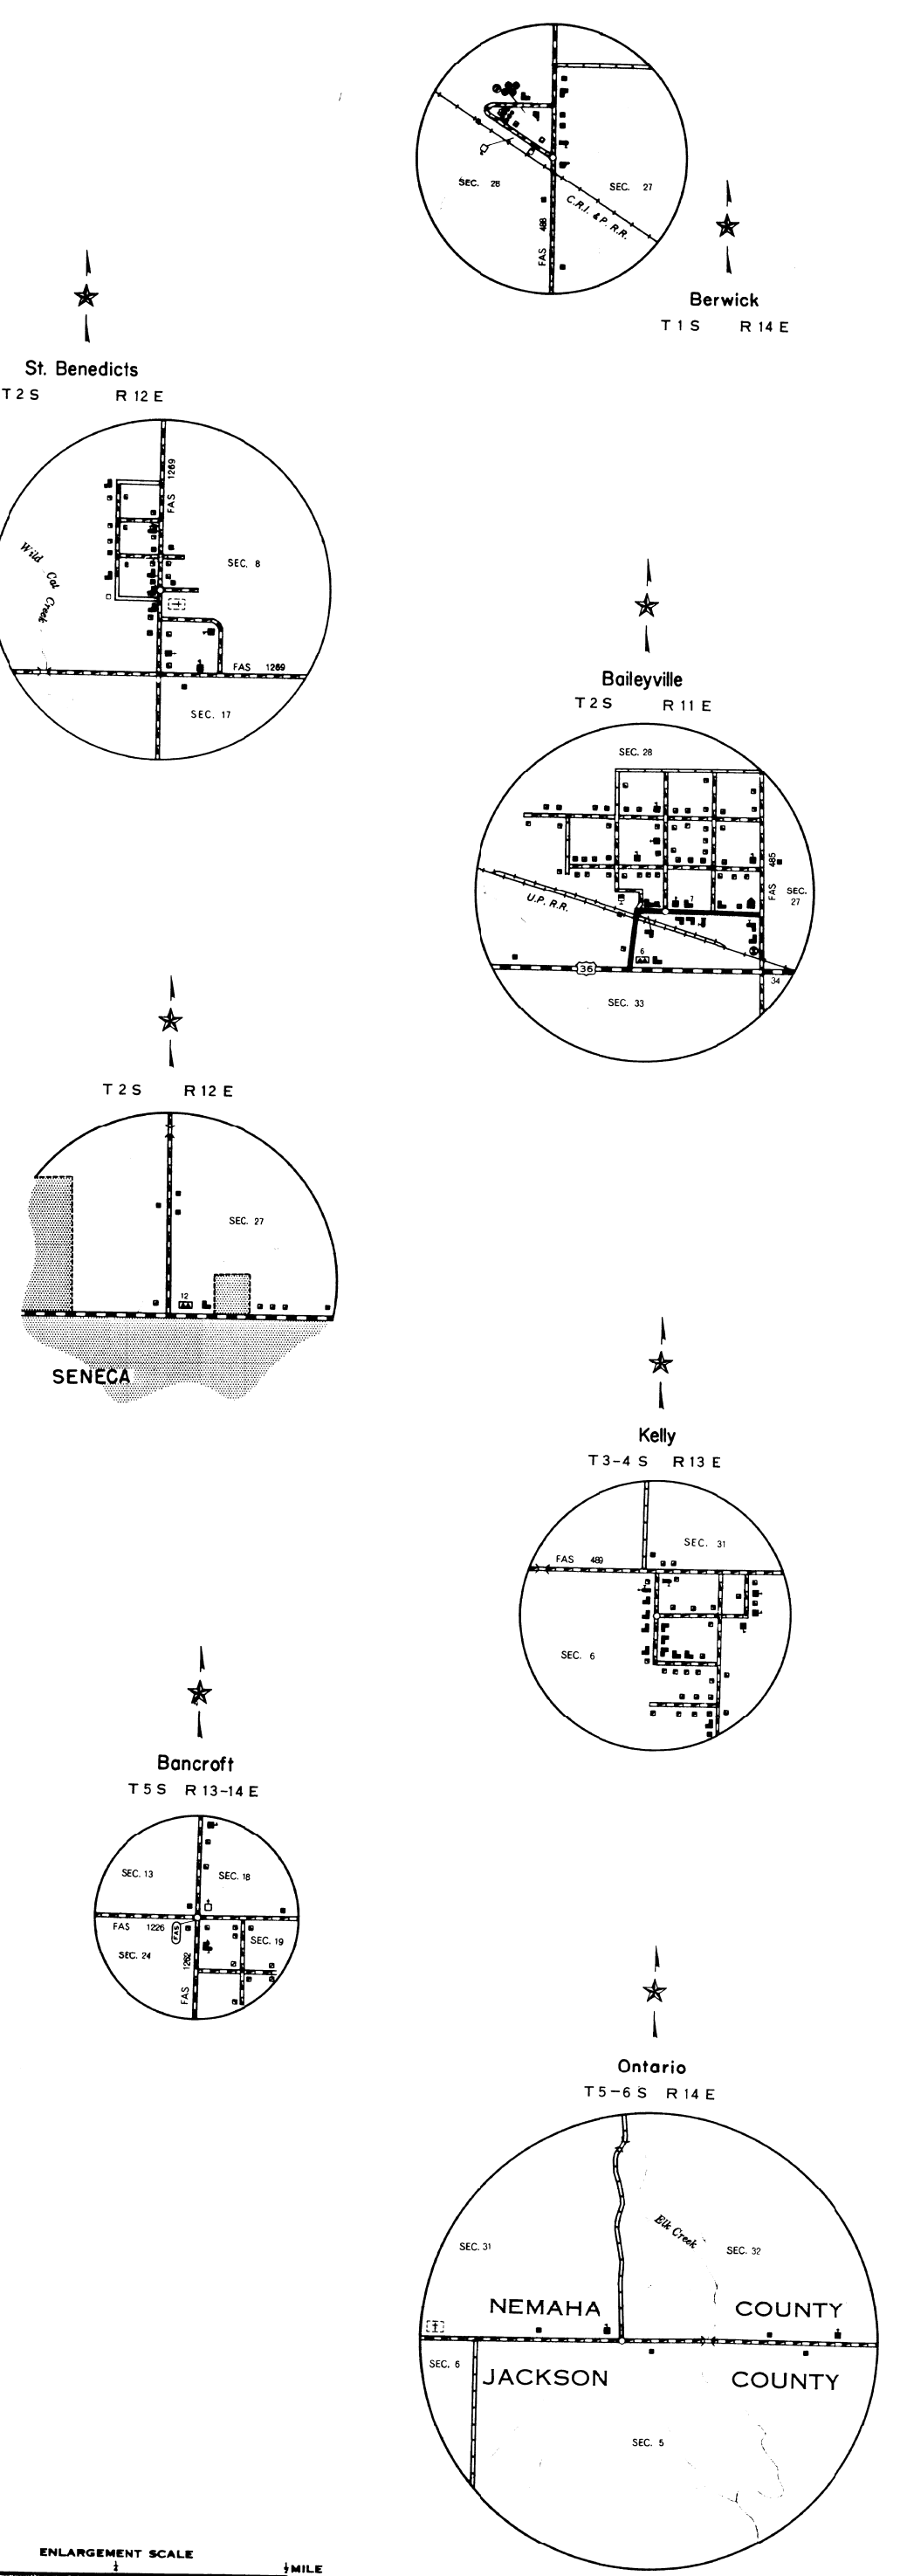 SEC. 28
SEC. 27
C.R.I. & P. R.R.
FAS 488
Berwick
T 1 S R 14 E
St. Benedicts
T 2 S R 12 E
FAS 1269
Wild Cat Creek
SEC. 8
FAS 1269
SEC. 17
Baileyville
T 2 S R 11 E
SEC. 28
FAS 485
SEC. 27
U.P. R.R.
7
6
36
34
SEC. 33
T 2 S R 12 E
SEC. 27
12
SENECA
Kelly
T 3-4 S R 13 E
SEC. 31
FAS 489
SEC. 6
Bancroft
T 5 S R 13-14 E
SEC. 13
SEC. 18
FAS 1226
FAS
SEC. 19
SEC. 24
FAS 1262
Ontario
T 5-6 S R 14 E
Elk Creek
SEC. 31
SEC. 32
NEMAHA COUNTY
SEC. 6
JACKSON COUNTY
SEC. 5
ENLARGEMENT SCALE
MILE